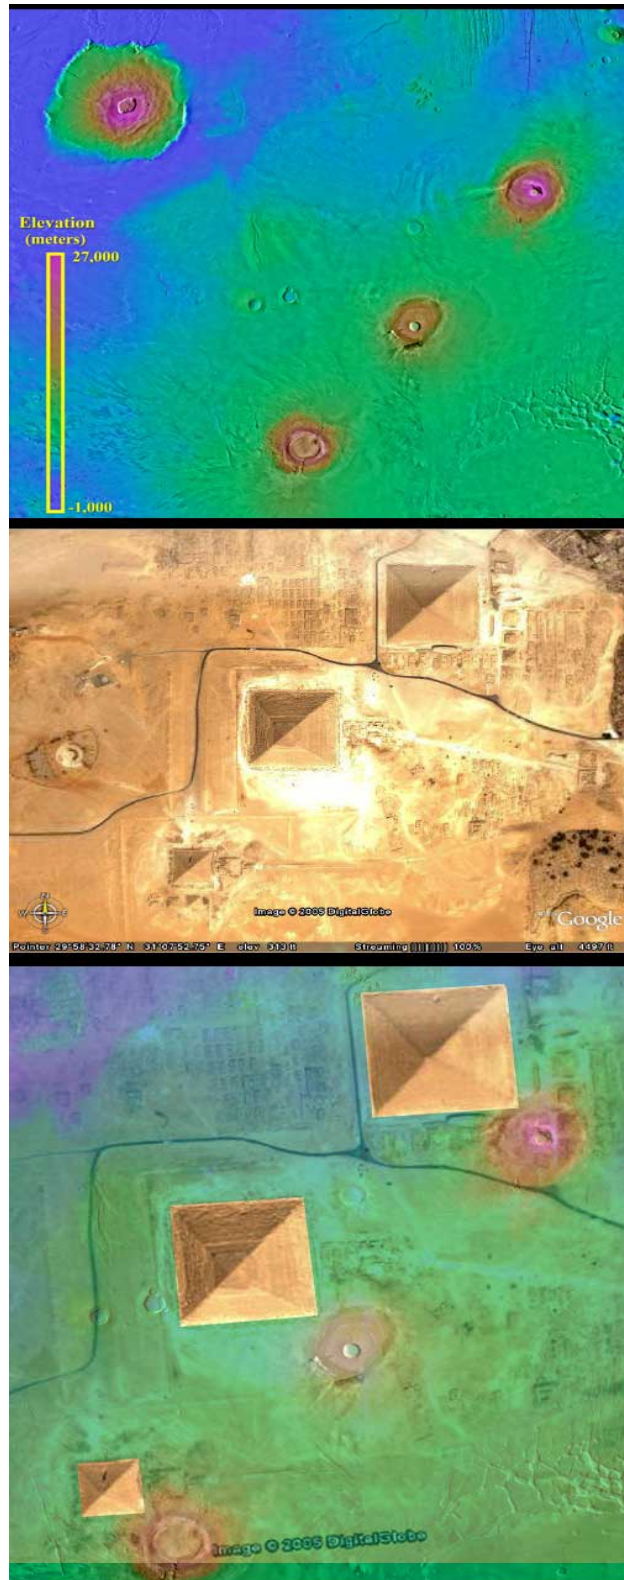 Elevation
(meters)
27,000
-1,000
N
W
E
S
Image © 2005 DigitalGlobe
Google
Pointer 29°58'32.78" N 31°07'52.75" E elev 313 ft Streaming ||||||||| 100% Eye alt 4497 ft
Image © 2005 DigitalGlobe